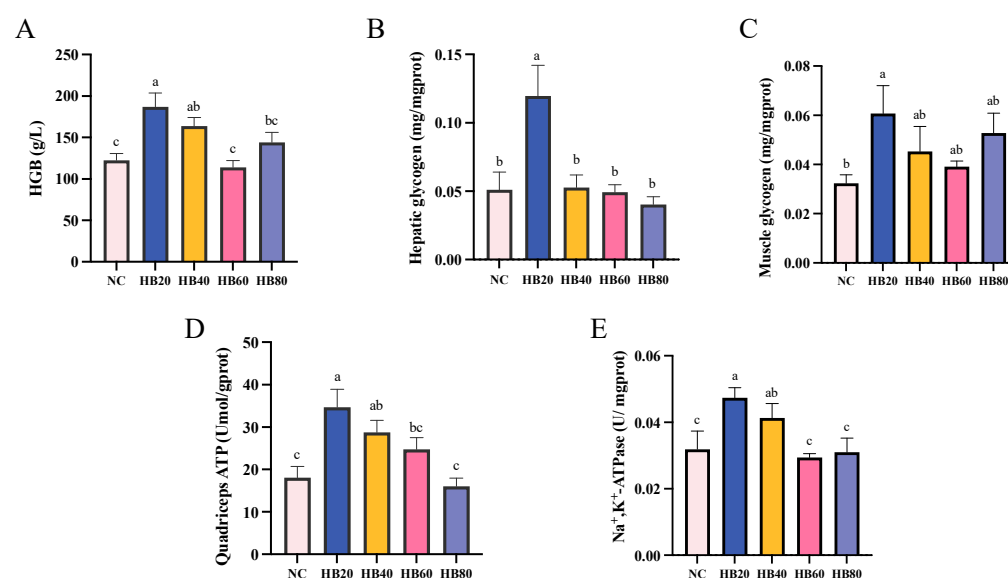 A
HGB (g/L)
250
200
150
100
50
0
c
a
ab
c
bc
NC HB20 HB40 HB60 HB80
B
Hepatic glycogen (mg/mgprot)
0.15
0.10
0.05
0.00
b
a
b
b
b
NC HB20 HB40 HB60 HB80
C
Muscle glycogen (mg/mgprot)
0.08
0.06
0.04
0.02
0.00
b
a
ab
ab
ab
NC HB20 HB40 HB60 HB80
D
Quadriceps ATP (Umol/gprot)
50
40
30
20
10
0
c
a
ab
bc
c
NC HB20 HB40 HB60 HB80
E
Na⁺,K⁺-ATPase (U/ mgprot)
0.06
0.04
0.02
0.00
c
a
ab
c
c
NC HB20 HB40 HB60 HB80